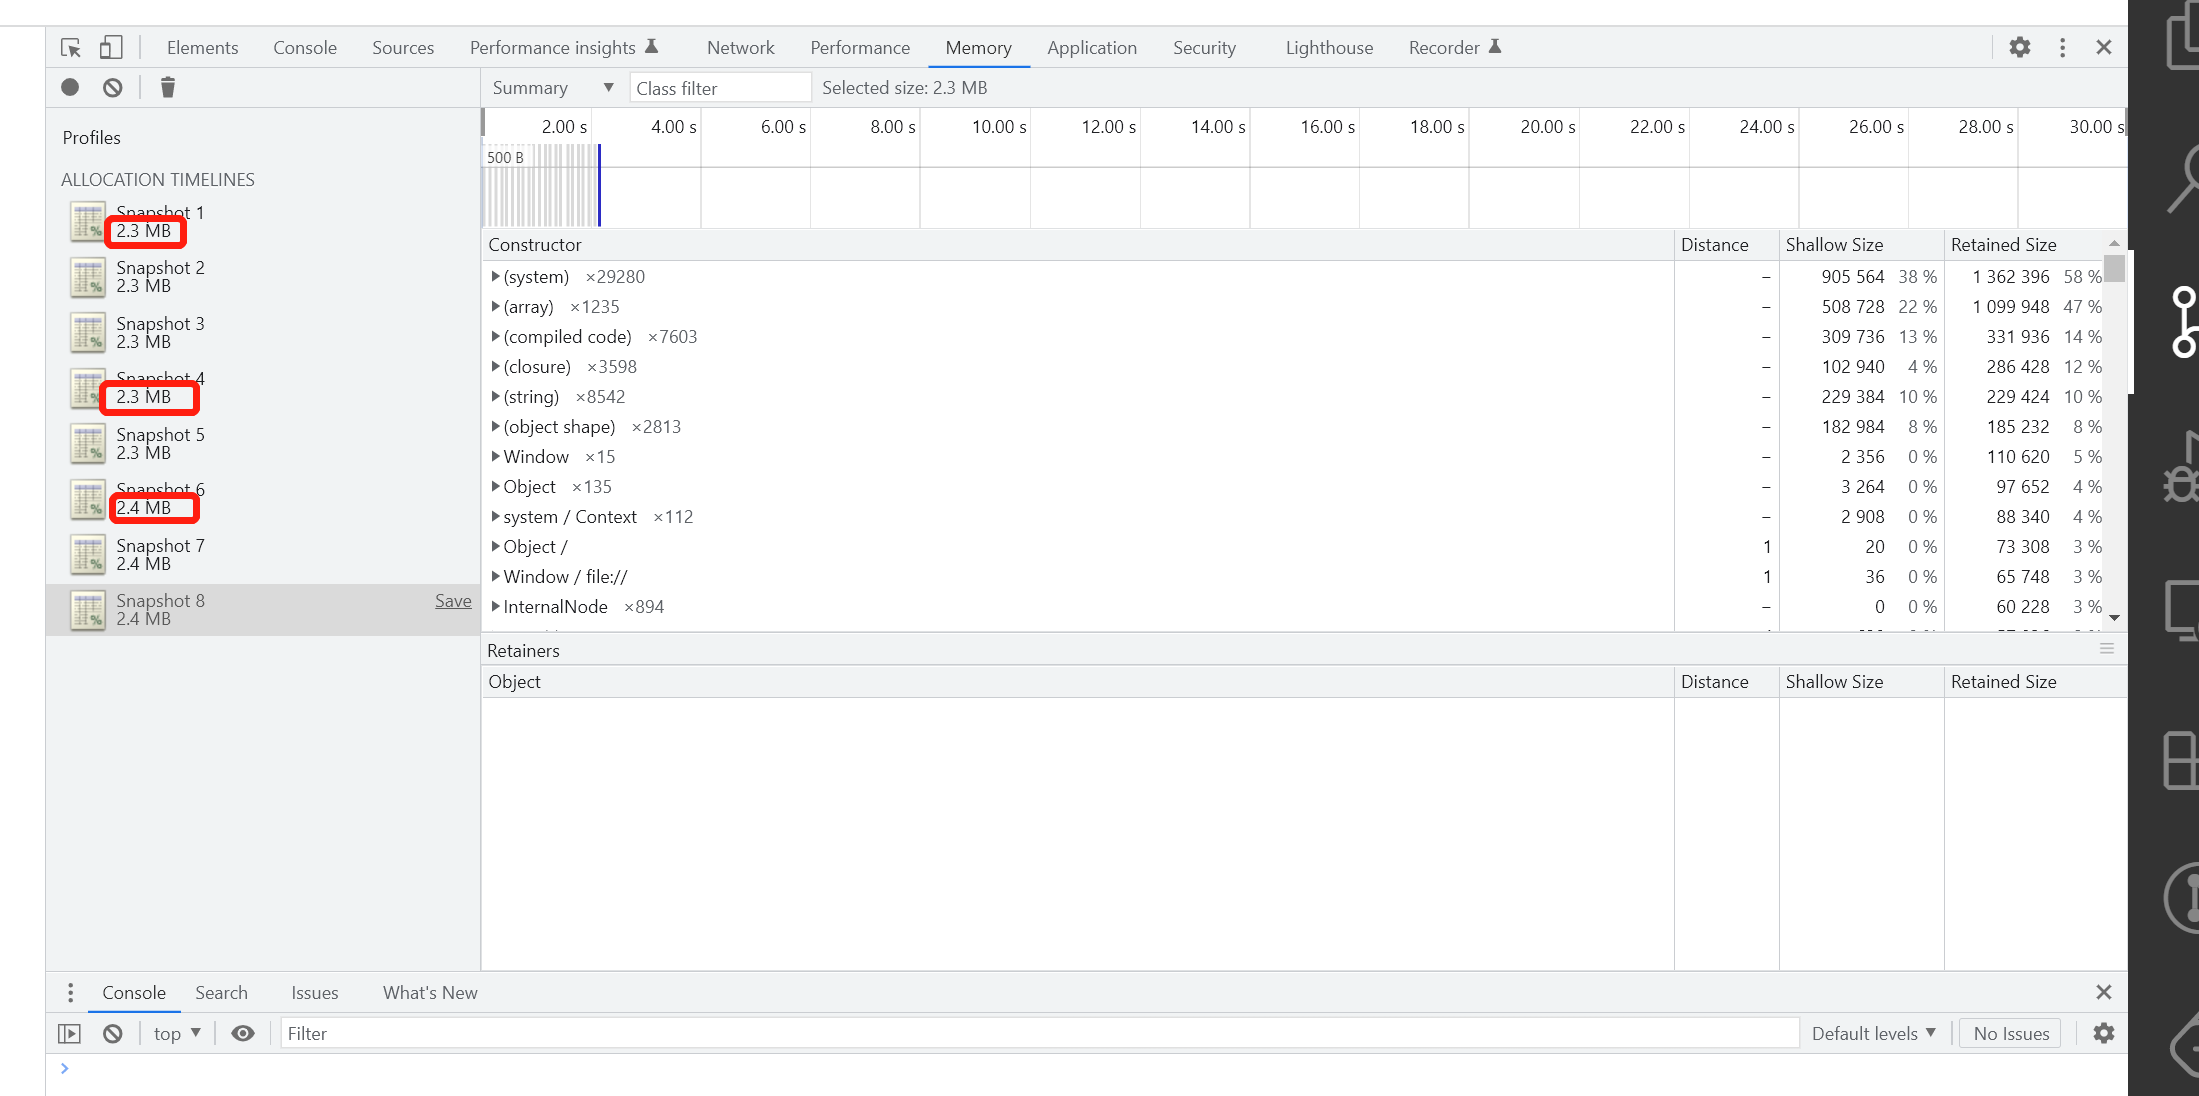 Elements Console Sources Performance insights Network Performance Memory Application Security Lighthouse Recorder
Summary ▼ Class filter Selected size: 2.3 MB
Profiles
ALLOCATION TIMELINES
Snapshot 1
2.3 MB
Snapshot 2
2.3 MB
Snapshot 3
2.3 MB
Snapshot 4
2.3 MB
Snapshot 5
2.3 MB
Snapshot 6
2.4 MB
Snapshot 7
2.4 MB
Snapshot 8 Save
2.4 MB
2.00 s 4.00 s 6.00 s 8.00 s 10.00 s 12.00 s 14.00 s 16.00 s 18.00 s 20.00 s 22.00 s 24.00 s 26.00 s 28.00 s 30.00 s
500 B
Constructor Distance Shallow Size Retained Size
(system) ×29280 – 905 564 38 % 1 362 396 58 %
(array) ×1235 – 508 728 22 % 1 099 948 47 %
(compiled code) ×7603 – 309 736 13 % 331 936 14 %
(closure) ×3598 – 102 940 4 % 286 428 12 %
(string) ×8542 – 229 384 10 % 229 424 10 %
(object shape) ×2813 – 182 984 8 % 185 232 8 %
Window ×15 – 2 356 0 % 110 620 5 %
Object ×135 – 3 264 0 % 97 652 4 %
system / Context ×112 – 2 908 0 % 88 340 4 %
Object / 1 20 0 % 73 308 3 %
Window / file:// 1 36 0 % 65 748 3 %
InternalNode ×894 – 0 0 % 60 228 3 %
Retainers
Object Distance Shallow Size Retained Size
Console Search Issues What's New
top ▼ Filter Default levels ▼ No Issues
>